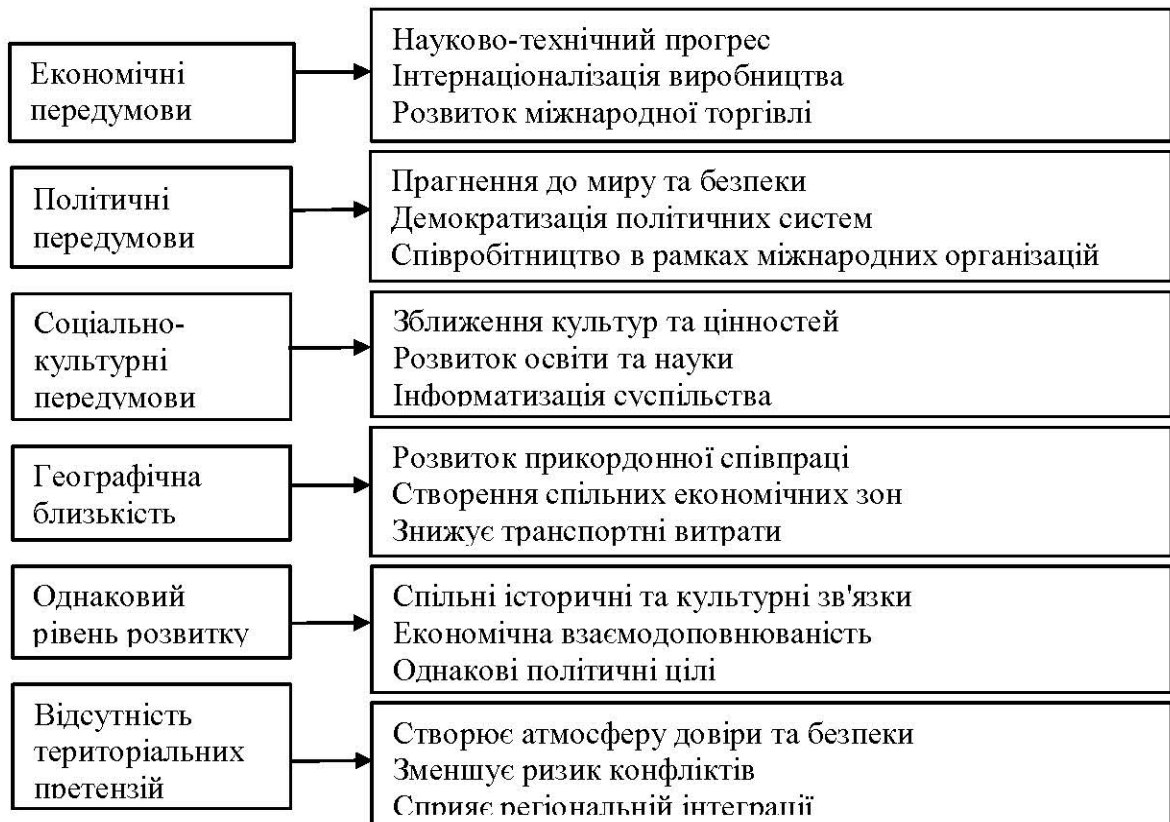 Економічні
передумови
Науково-технічний прогрес
Інтернаціоналізація виробництва
Розвиток міжнародної торгівлі
Політичні
передумови
Прагнення до миру та безпеки
Демократизація політичних систем
Співробітництво в рамках міжнародних організацій
Соціально-
культурні
передумови
Зближення культур та цінностей
Розвиток освіти та науки
Інформатизація суспільства
Географічна
близькість
Розвиток прикордонної співпраці
Створення спільних економічних зон
Знижує транспортні витрати
Однаковий
рівень розвитку
Спільні історичні та культурні зв'язки
Економічна взаємодоповнюваність
Однакові політичні цілі
Відсутність
територіальних
претензій
Створює атмосферу довіри та безпеки
Зменшує ризик конфліктів
Сприяє регіональній інтеграції